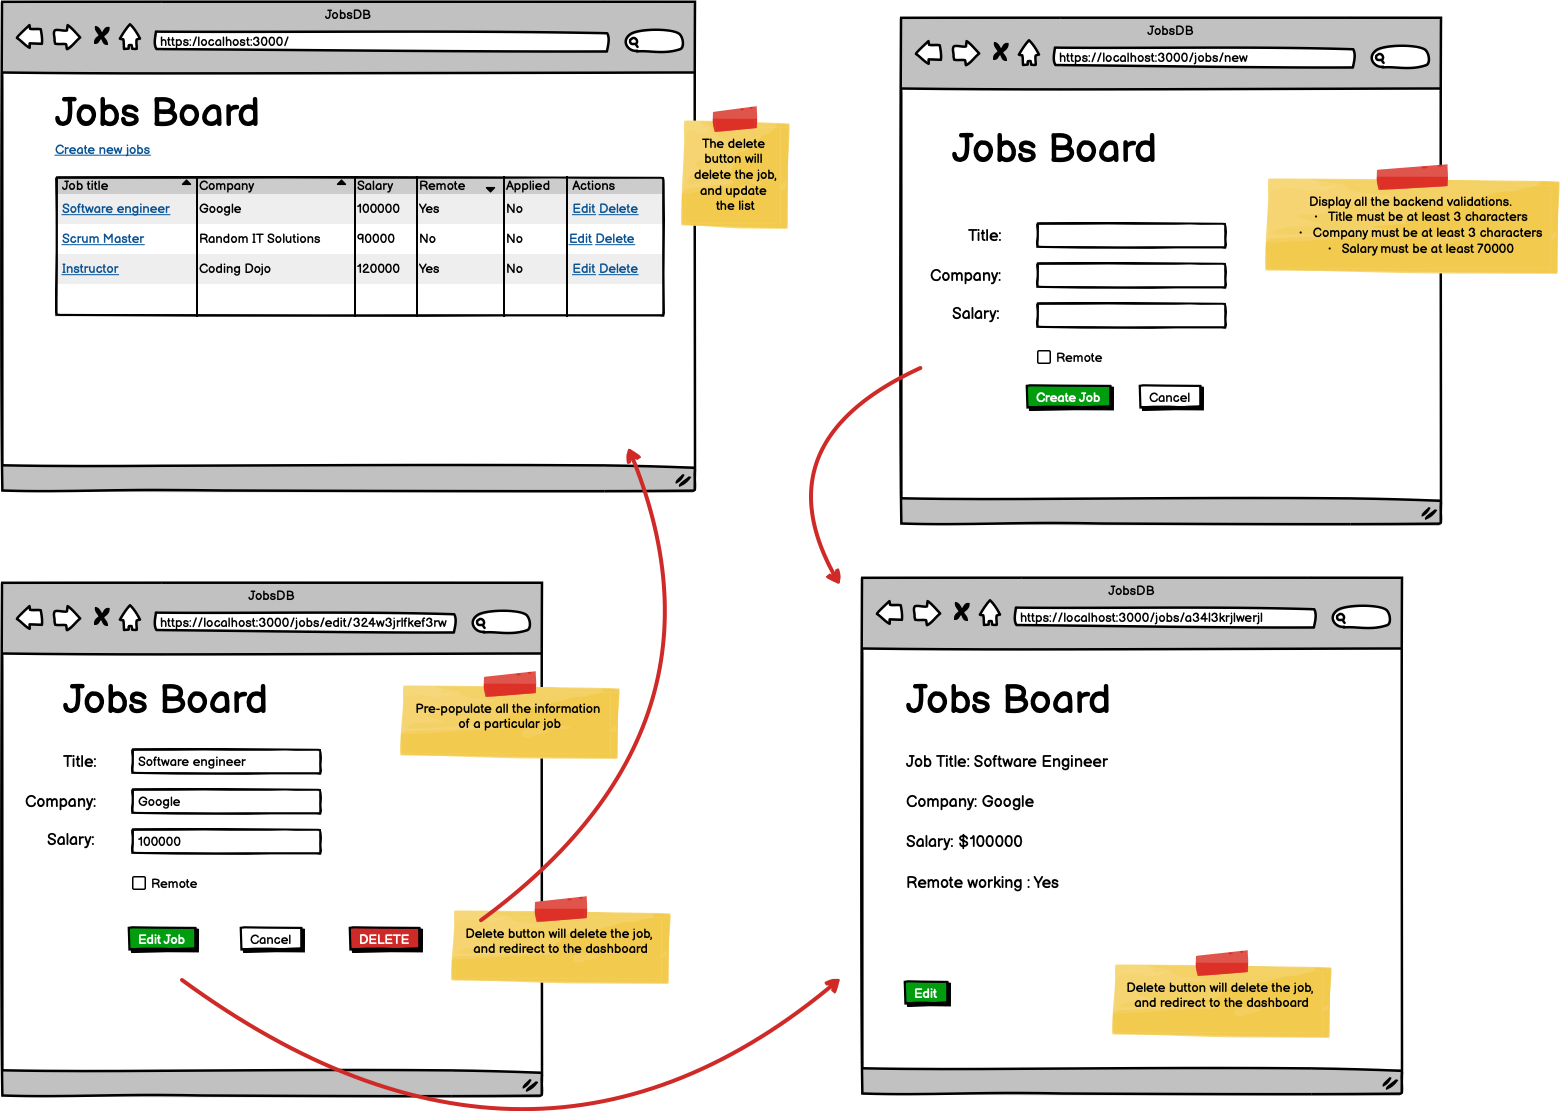 JobsDB
https:/localhost:3000/
Jobs Board
Create new jobs
Job title Company Salary Remote Applied Actions
Software engineer Google 100000 Yes No Edit Delete
Scrum Master Random IT Solutions 90000 No No Edit Delete
Instructor Coding Dojo 120000 Yes No Edit Delete
The delete
button will
delete the job,
and update
the list
JobsDB
https://localhost:3000/jobs/new
Jobs Board
Title:
Company:
Salary:
Remote
Create Job Cancel
Display all the backend validations.
· Title must be at least 3 characters
· Company must be at least 3 characters
· Salary must be at least 70000
JobsDB
https://localhost:3000/jobs/edit/324w3jrlfkef3rw
Jobs Board
Pre-populate all the information
of a particular job
Title: Software engineer
Company: Google
Salary: 100000
Remote
Edit Job Cancel DELETE
Delete button will delete the job,
and redirect to the dashboard
JobsDB
https://localhost:3000/jobs/a34l3krjlwerjl
Jobs Board
Job Title: Software Engineer
Company: Google
Salary: $100000
Remote working : Yes
Edit
Delete button will delete the job,
and redirect to the dashboard